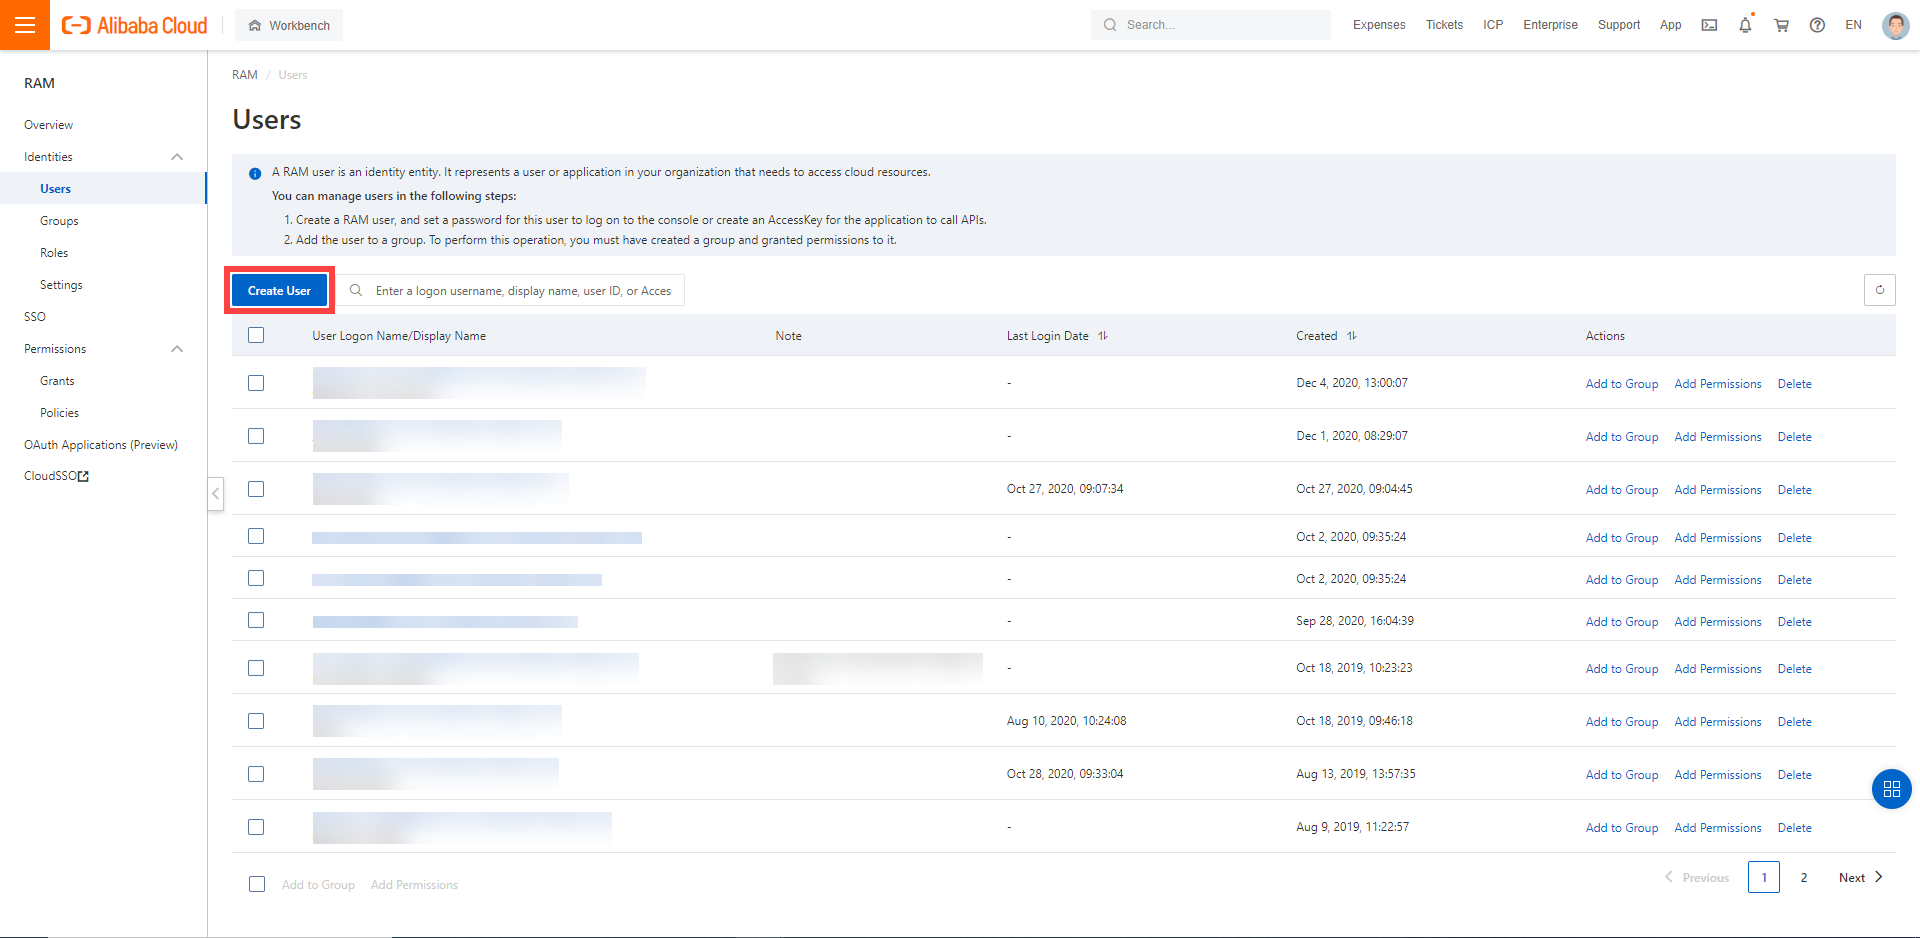 Alibaba Cloud
Workbench
Search...
Expenses
Tickets
ICP
Enterprise
Support
App
EN
RAM
Overview
Identities
Users
Groups
Roles
Settings
SSO
Permissions
Grants
Policies
OAuth Applications (Preview)
CloudSSO
RAM / Users
Users
A RAM user is an identity entity. It represents a user or application in your organization that needs to access cloud resources.
You can manage users in the following steps:
1. Create a RAM user, and set a password for this user to log on to the console or create an AccessKey for the application to call APIs.
2. Add the user to a group. To perform this operation, you must have created a group and granted permissions to it.
Create User
Enter a logon username, display name, user ID, or Acces
User Logon Name/Display Name Note Last Login Date Created Actions
- Dec 4, 2020, 13:00:07 Add to Group Add Permissions Delete
- Dec 1, 2020, 08:29:07 Add to Group Add Permissions Delete
Oct 27, 2020, 09:07:34 Oct 27, 2020, 09:04:45 Add to Group Add Permissions Delete
- Oct 2, 2020, 09:35:24 Add to Group Add Permissions Delete
- Oct 2, 2020, 09:35:24 Add to Group Add Permissions Delete
- Sep 28, 2020, 16:04:39 Add to Group Add Permissions Delete
- Oct 18, 2019, 10:23:23 Add to Group Add Permissions Delete
Aug 10, 2020, 10:24:08 Oct 18, 2019, 09:46:18 Add to Group Add Permissions Delete
Oct 28, 2020, 09:33:04 Aug 13, 2019, 13:57:35 Add to Group Add Permissions Delete
- Aug 9, 2019, 11:22:57 Add to Group Add Permissions Delete
Add to Group Add Permissions
Previous 1 2 Next